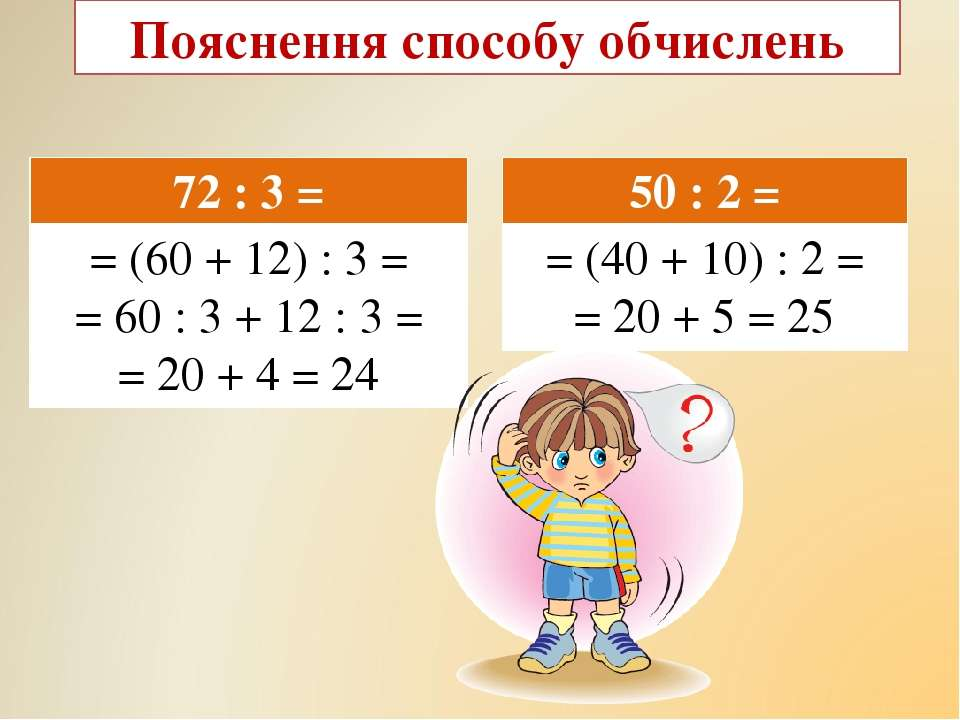 Пояснення способу обчислень
72 : 3 =
= (60 + 12) : 3 =
= 60 : 3 + 12 : 3 =
= 20 + 4 = 24
50 : 2 =
= (40 + 10) : 2 =
= 20 + 5 = 25
?